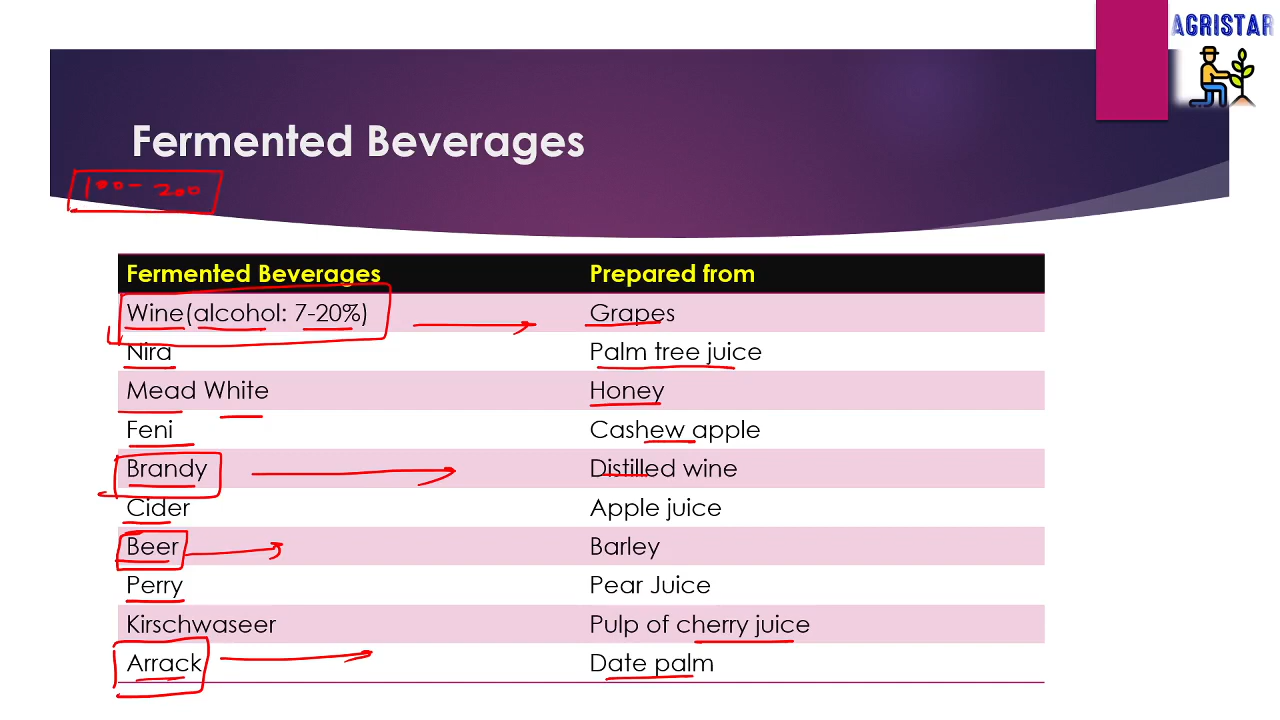 AGRISTAR
Fermented Beverages
100- 200
Fermented Beverages Prepared from
Wine(alcohol: 7-20%) Grapes
Nira Palm tree juice
Mead White Honey
Feni Cashew apple
Brandy Distilled wine
Cider Apple juice
Beer Barley
Perry Pear Juice
Kirschwaseer Pulp of cherry juice
Arrack Date palm